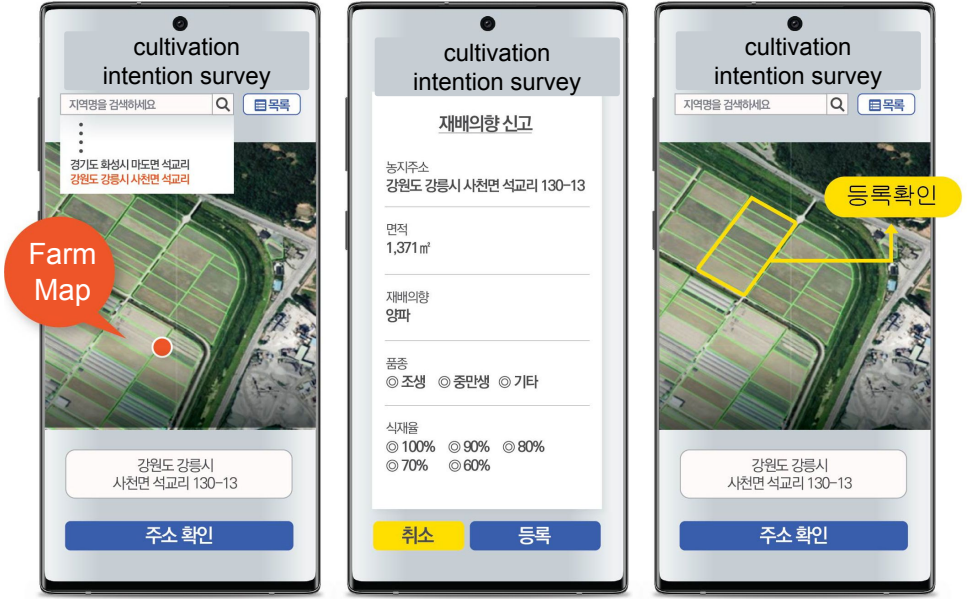 cultivation
intention survey
지역명을 검색하세요
목록
경기도 화성시 마도면 석교리
강원도 강릉시 사천면 석교리
Farm
Map
강원도 강릉시
사천면 석교리 130-13
주소 확인
cultivation
intention survey
재배의향 신고
농지주소
강원도 강릉시 사천면 석교리 130-13
면적
1,371㎡
재배의향
양파
품종
◎ 조생 ◎ 중만생 ◎ 기타
식재율
◎ 100% ◎ 90% ◎ 80%
◎ 70% ◎ 60%
취소
등록
cultivation
intention survey
지역명을 검색하세요
목록
등록확인
강원도 강릉시
사천면 석교리 130-13
주소 확인